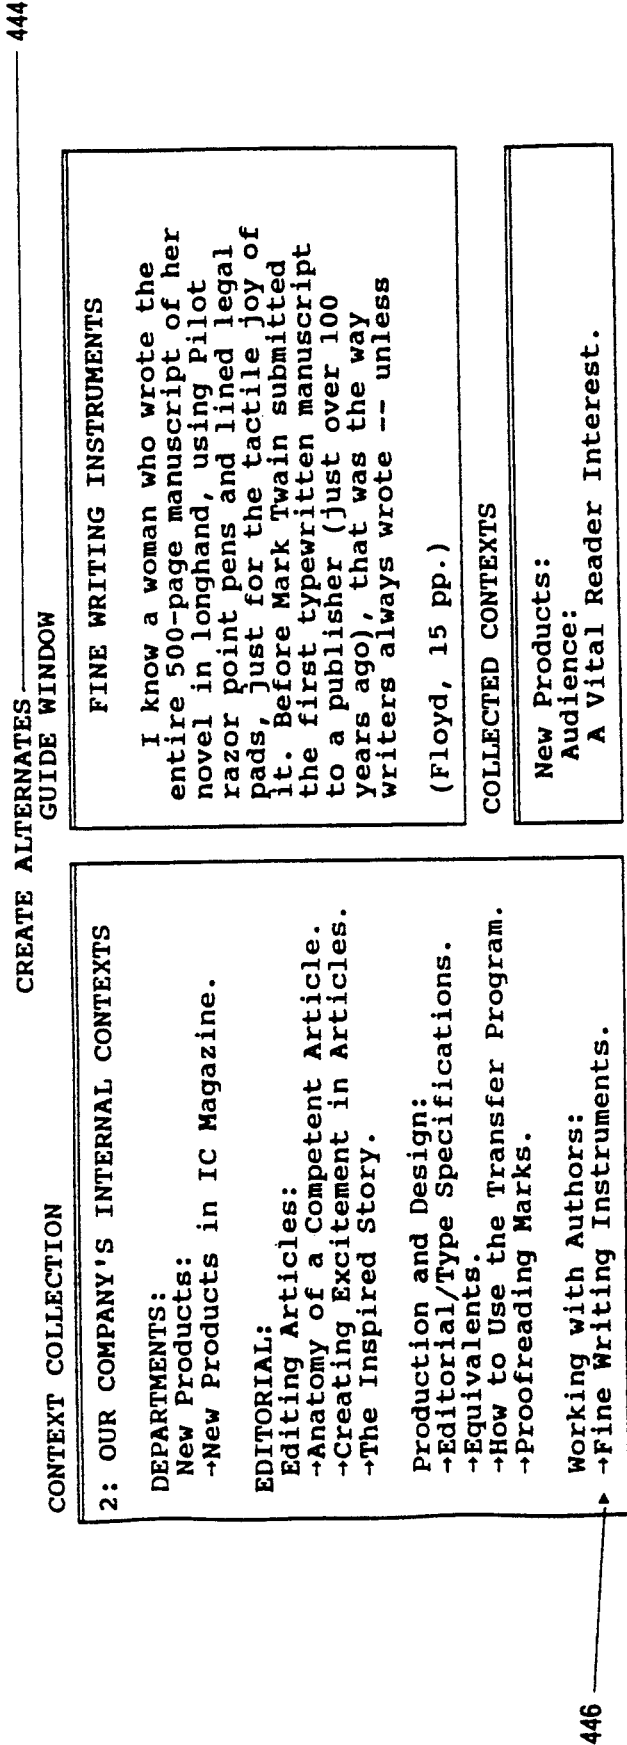 CREATE ALTERNATES 444
CONTEXT COLLECTION
2: OUR COMPANY'S INTERNAL CONTEXTS
DEPARTMENTS:
New Products:
→New Products in IC Magazine.
EDITORIAL:
Editing Articles:
→Anatomy of a Competent Article.
→Creating Excitement in Articles.
→The Inspired Story.
Production and Design:
→Editorial/Type Specifications.
→Equivalents.
→How to Use the Transfer Program.
→Proofreading Marks.
Working with Authors:
→Fine Writing Instruments.
446
GUIDE WINDOW
FINE WRITING INSTRUMENTS
I know a woman who wrote the
entire 500-page manuscript of her
novel in longhand, using Pilot
razor point pens and lined legal
pads, just for the tactile joy of
it. Before Mark Twain submitted
the first typewritten manuscript
to a publisher (just over 100
years ago), that was the way
writers always wrote -- unless
(Floyd, 15 pp.)
COLLECTED CONTEXTS
New Products:
Audience:
A Vital Reader Interest.